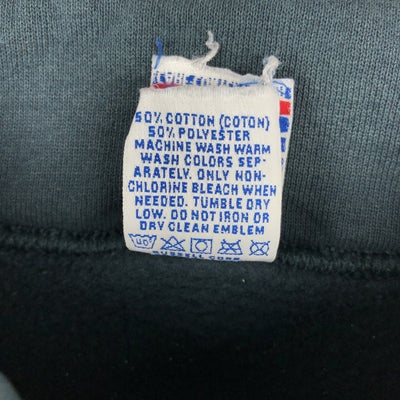 50% COTTON (COTON)
50% POLYESTER
MACHINE WASH WARM
WASH COLORS SEP-
ARATELY. ONLY NON-
CHLORINE BLEACH WHEN
NEEDED. TUMBLE DRY
LOW. DO NOT IRON OR
DRY CLEAN EMBLEM
RUSSELL CORP.